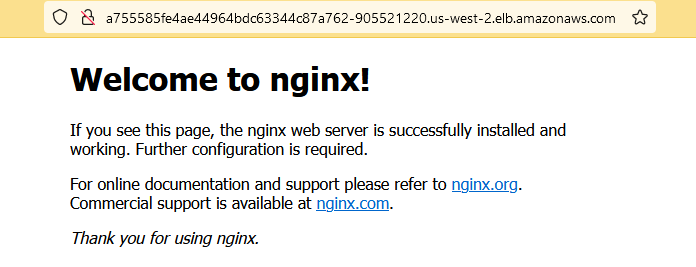 a755585fe4ae44964bdc63344c87a762-905521220.us-west-2.elb.amazonaws.com
Welcome to nginx!
If you see this page, the nginx web server is successfully installed and
working. Further configuration is required.
For online documentation and support please refer to nginx.org.
Commercial support is available at nginx.com.
Thank you for using nginx.